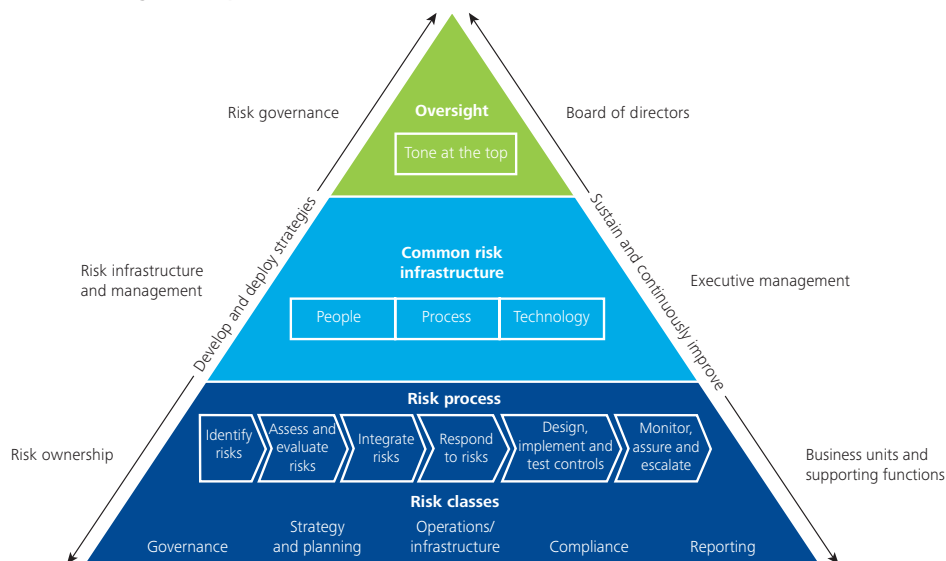 Risk governance
Oversight
Board of directors
Tone at the top
Develop and deploy strategies
Sustain and continuously improve
Risk infrastructure
and management
Common risk
infrastructure
Executive management
People
Process
Technology
Risk process
Risk ownership
Identify
risks
Assess and
evaluate
risks
Integrate
risks
Respond
to risks
Design,
implement and
test controls
Monitor,
assure and
escalate
Business units and
supporting functions
Risk classes
Governance
Strategy
and planning
Operations/
infrastructure
Compliance
Reporting